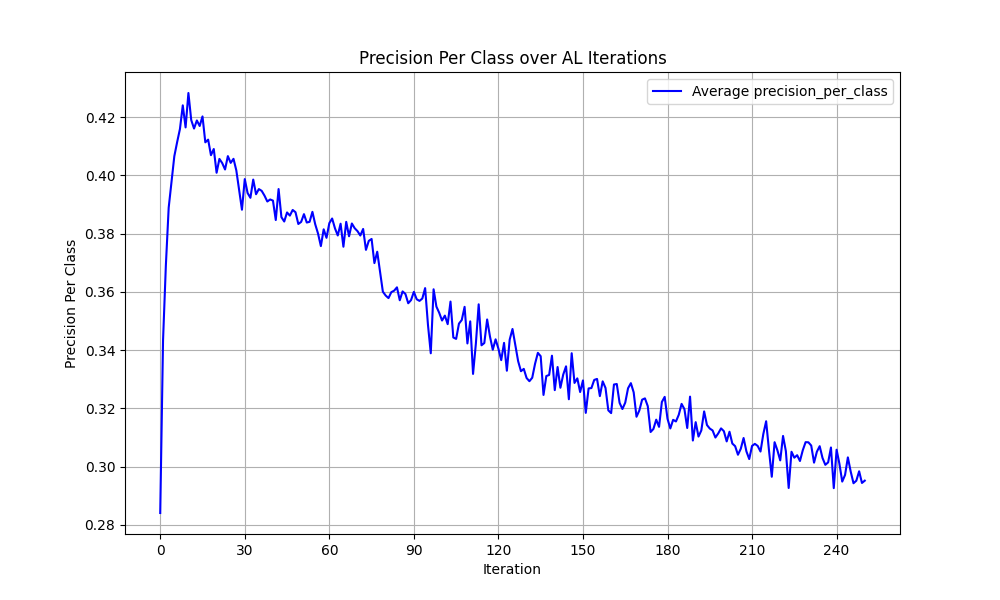 Precision Per Class over AL Iterations
Average precision_per_class
Precision Per Class
0.42
0.40
0.38
0.36
0.34
0.32
0.30
0.28
0 30 60 90 120 150 180 210 240
Iteration